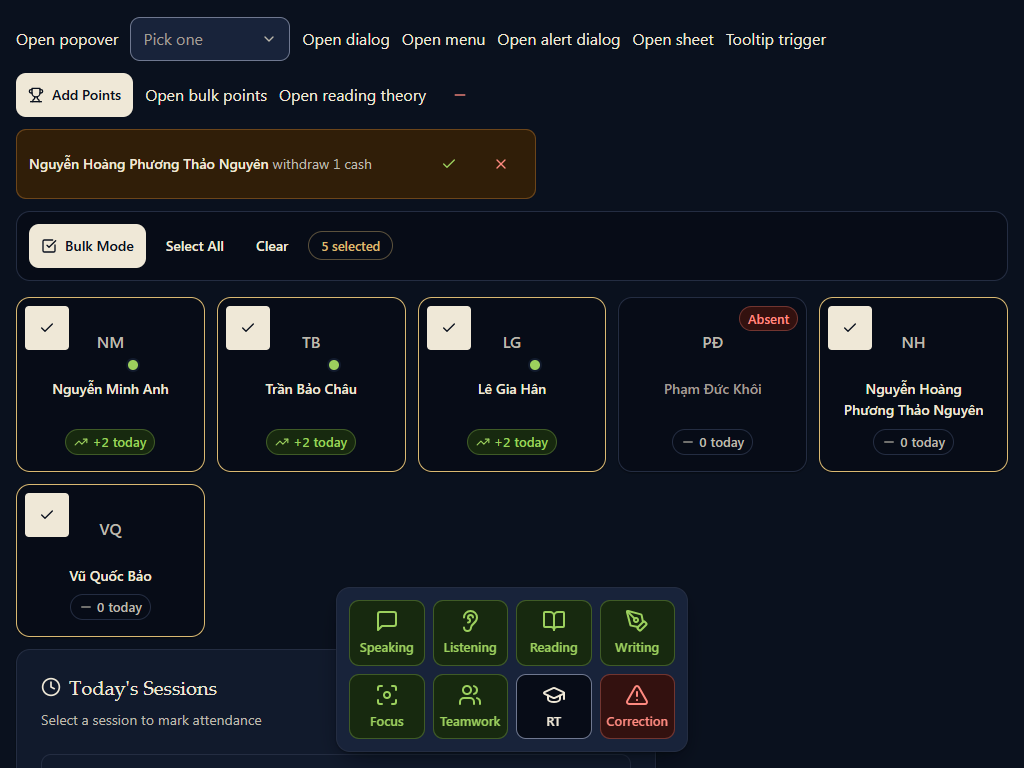 Open popover Pick one Open dialog Open menu Open alert dialog Open sheet Tooltip trigger
Add Points Open bulk points Open reading theory
Nguyễn Hoàng Phương Thảo Nguyên withdraw 1 cash
Bulk Mode Select All Clear 5 selected
NM
Nguyễn Minh Anh
+2 today
TB
Trần Bảo Châu
+2 today
LG
Lê Gia Hân
+2 today
Absent
PĐ
Phạm Đức Khôi
0 today
NH
Nguyễn Hoàng
Phương Thảo Nguyên
0 today
VQ
Vũ Quốc Bảo
0 today
Speaking Listening Reading Writing
Focus Teamwork RT Correction
Today's Sessions
Select a session to mark attendance